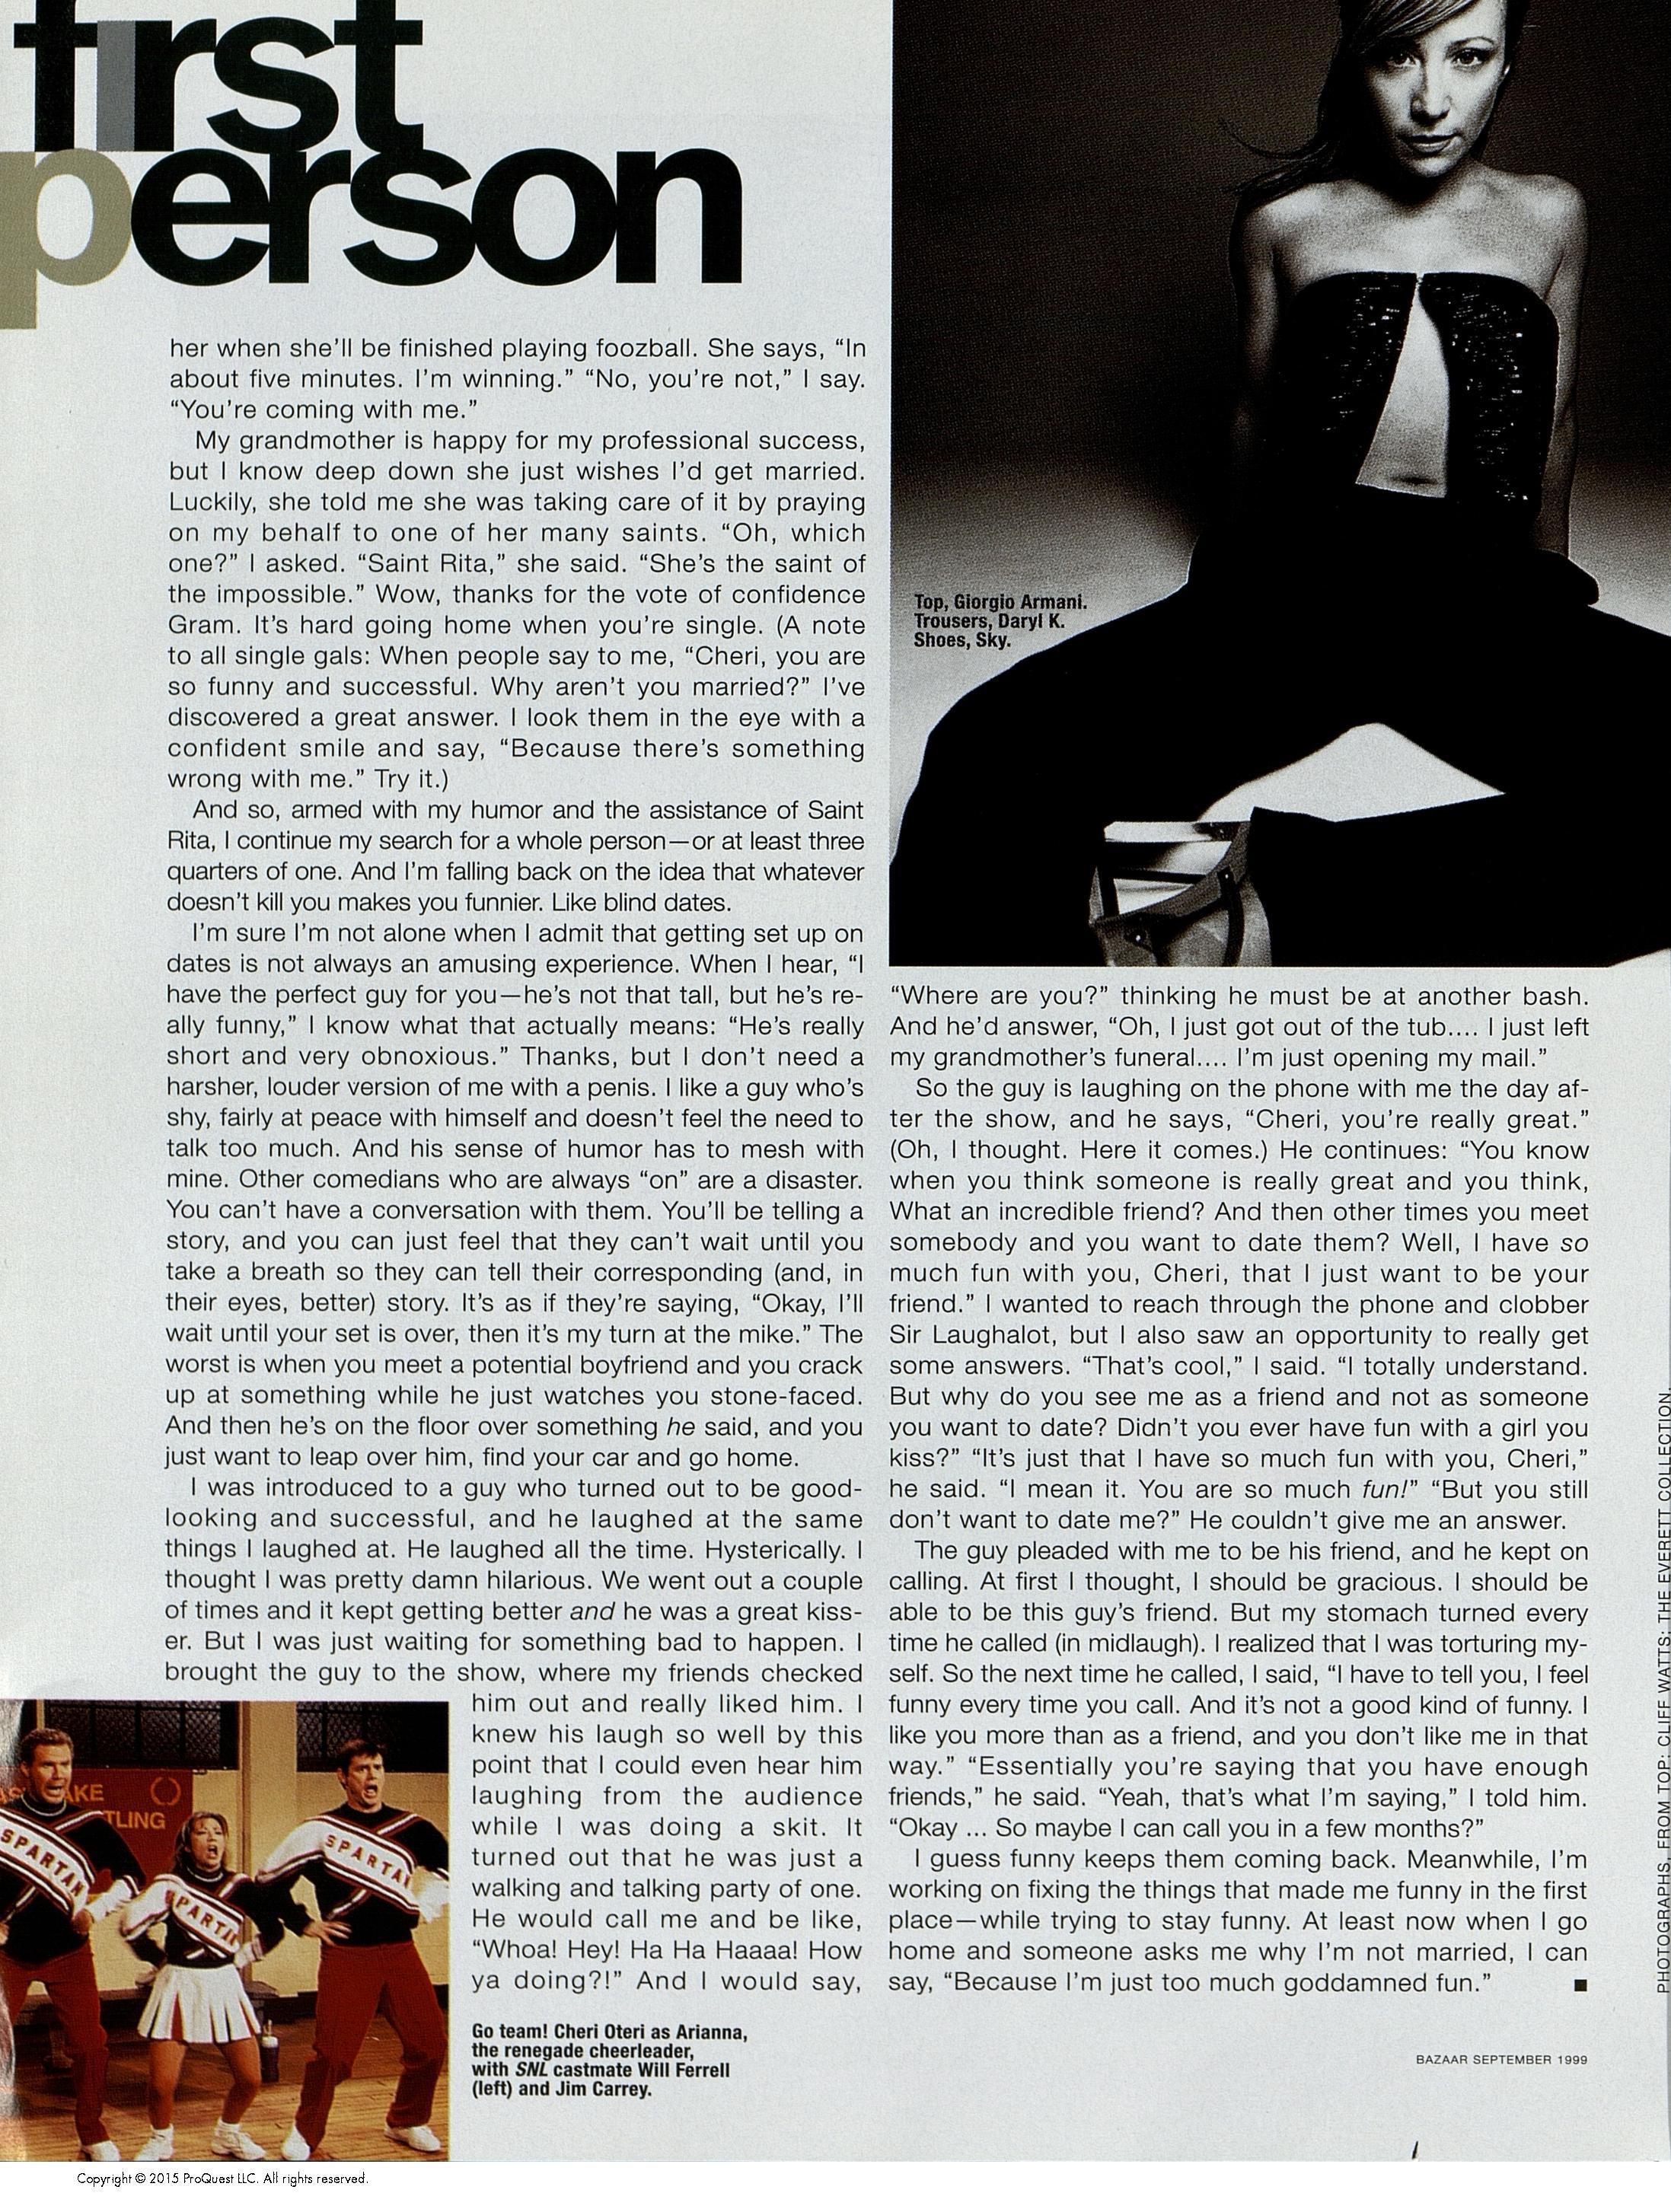 first
person
her when she'll be finished playing foozball. She says, “In
about five minutes. I'm winning.” “No, you're not,” I say.
“You're coming with me.”
My grandmother is happy for my professional success,
but I know deep down she just wishes I'd get married.
Luckily, she told me she was taking care of it by praying
on my behalf to one of her many saints. “Oh, which
one?” I asked. “Saint Rita,” she said. “She's the saint of
the impossible.” Wow, thanks for the vote of confidence
Gram. It's hard going home when you're single. (A note
to all single gals: When people say to me, “Cheri, you are
so funny and successful. Why aren't you married?” I've
discovered a great answer. I look them in the eye with a
confident smile and say, “Because there's something
wrong with me.” Try it.)
And so, armed with my humor and the assistance of Saint
Rita, I continue my search for a whole person—or at least three
quarters of one. And I'm falling back on the idea that whatever
doesn't kill you makes you funnier. Like blind dates.
I'm sure I'm not alone when I admit that getting set up on
dates is not always an amusing experience. When I hear, “I
have the perfect guy for you—he's not that tall, but he's re-
ally funny,” I know what that actually means: “He's really
short and very obnoxious.” Thanks, but I don't need a
harsher, louder version of me with a penis. I like a guy who's
shy, fairly at peace with himself and doesn't feel the need to
talk too much. And his sense of humor has to mesh with
mine. Other comedians who are always “on” are a disaster.
You can't have a conversation with them. You'll be telling a
story, and you can just feel that they can't wait until you
take a breath so they can tell their corresponding (and, in
their eyes, better) story. It's as if they're saying, “Okay, I'll
wait until your set is over, then it's my turn at the mike.” The
worst is when you meet a potential boyfriend and you crack
up at something while he just watches you stone-faced.
And then he's on the floor over something he said, and you
just want to leap over him, find your car and go home.
I was introduced to a guy who turned out to be good-
looking and successful, and he laughed at the same
things I laughed at. He laughed all the time. Hysterically. I
thought I was pretty damn hilarious. We went out a couple
of times and it kept getting better and he was a great kiss-
er. But I was just waiting for something bad to happen. I
brought the guy to the show, where my friends checked
him out and really liked him. I
knew his laugh so well by this
point that I could even hear him
laughing from the audience
while I was doing a skit. It
turned out that he was just a
walking and talking party of one.
He would call me and be like,
“Whoa! Hey! Ha Ha Haaaa! How
ya doing?!” And I would say,
Go team! Cheri Oteri as Arianna,
the renegade cheerleader,
with SNL castmate Will Ferrell
(left) and Jim Carrey.
AKE
TLING
SPARTAN
SPARTA
SPARTA
Top, Giorgio Armani.
Trousers, Daryl K.
Shoes, Sky.
“Where are you?” thinking he must be at another bash.
And he'd answer, “Oh, I just got out of the tub.... I just left
my grandmother's funeral.... I'm just opening my mail.”
So the guy is laughing on the phone with me the day af-
ter the show, and he says, “Cheri, you're really great.”
(Oh, I thought. Here it comes.) He continues: “You know
when you think someone is really great and you think,
What an incredible friend? And then other times you meet
somebody and you want to date them? Well, I have so
much fun with you, Cheri, that I just want to be your
friend.” I wanted to reach through the phone and clobber
Sir Laughalot, but I also saw an opportunity to really get
some answers. “That's cool,” I said. “I totally understand.
But why do you see me as a friend and not as someone
you want to date? Didn't you ever have fun with a girl you
kiss?” “It's just that I have so much fun with you, Cheri,”
he said. “I mean it. You are so much fun!” “But you still
don't want to date me?” He couldn't give me an answer.
The guy pleaded with me to be his friend, and he kept on
calling. At first I thought, I should be gracious. I should be
able to be this guy's friend. But my stomach turned every
time he called (in midlaugh). I realized that I was torturing my-
self. So the next time he called, I said, “I have to tell you, I feel
funny every time you call. And it's not a good kind of funny. I
like you more than as a friend, and you don't like me in that
way.” “Essentially you're saying that you have enough
friends,” he said. “Yeah, that's what I'm saying,” I told him.
“Okay ... So maybe I can call you in a few months?”
I guess funny keeps them coming back. Meanwhile, I'm
working on fixing the things that made me funny in the first
place—while trying to stay funny. At least now when I go
home and someone asks me why I'm not married, I can
say, “Because I'm just too much goddamned fun.” ■
PHOTOGRAPHS, FROM TOP: CLIFF WATTS; THE EVERETT COLLECTION.
BAZAAR SEPTEMBER 1999
Copyright © 2015 ProQuest LLC. All rights reserved.